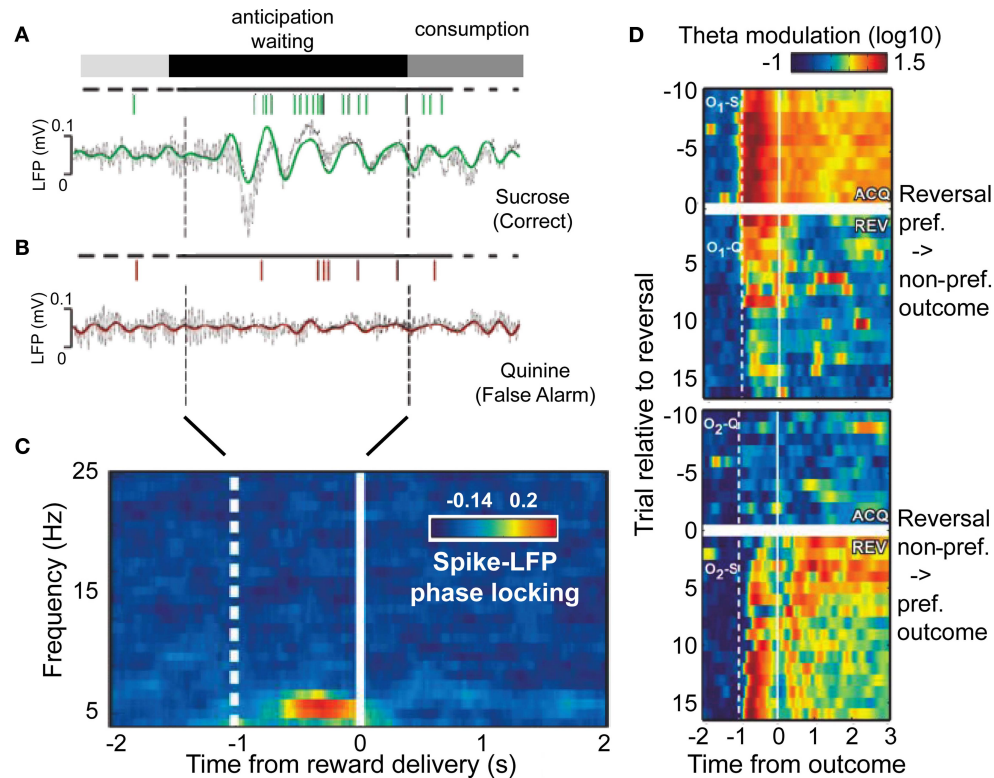 A
anticipation
waiting
consumption
LFP (mV)
0.1
0
Sucrose
(Correct)
B
LFP (mV)
0.1
0
Quinine
(False Alarm)
C
Frequency (Hz)
25
15
5
-0.14 0.2
Spike-LFP
phase locking
-2 -1 0 1 2
Time from reward delivery (s)
D
Theta modulation (log10)
-1 1.5
Trial relative to reversal
-10
-5
0
5
10
15
O1-S
ACQ
REV
O1-Q
Reversal
pref.
->
non-pref.
outcome
-10
-5
0
5
10
15
O2-Q
ACQ
REV
O2-S
Reversal
non-pref.
->
pref.
outcome
-2 -1 0 1 2 3
Time from outcome